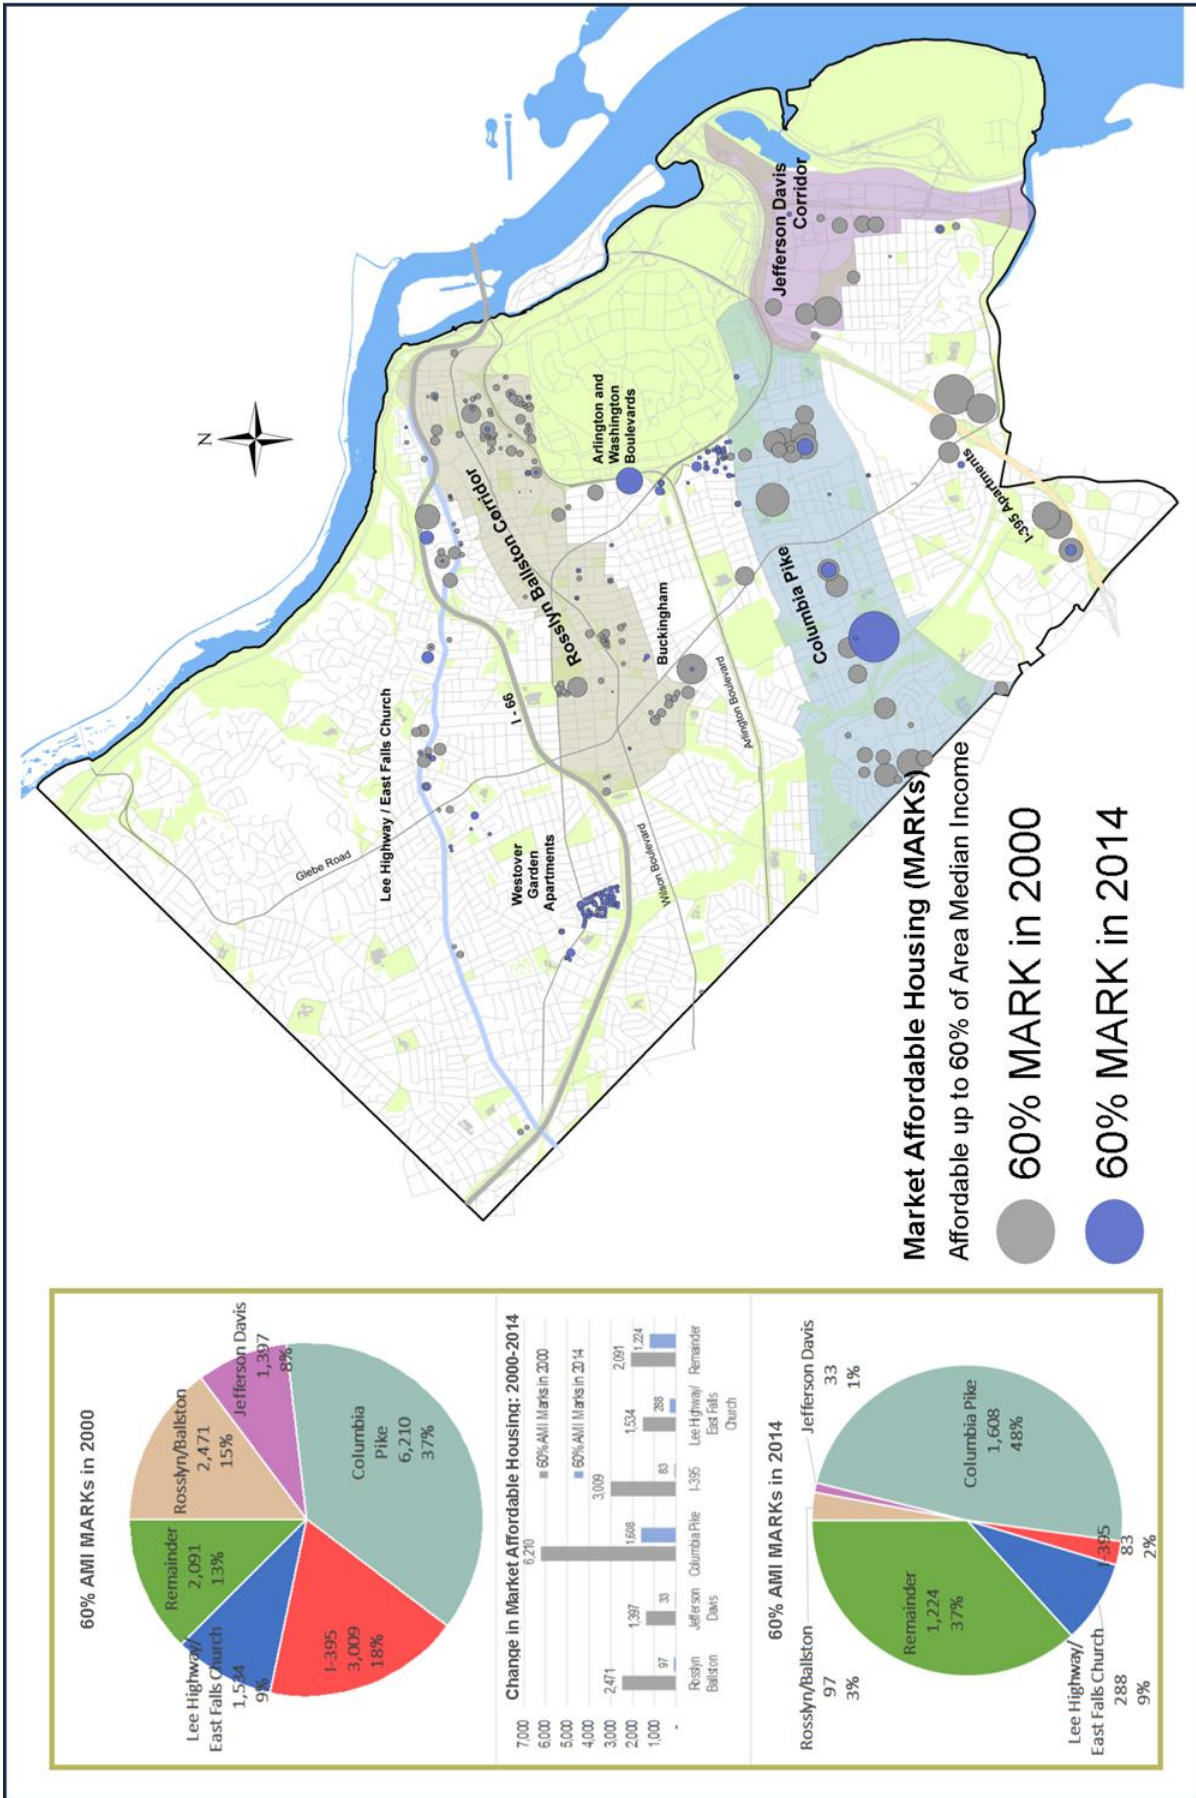 60% AMI MARKs in 2000
Rosslyn/Ballston
2,471
15%
Jefferson Davis
1,397
8%
Columbia
Pike
6,210
37%
I-395
3,009
18%
Lee Highway/
East Falls Church
1,534
9%
Remainder
2,091
13%
Change in Market Affordable Housing: 2000-2014
60% AMI Marks in 2000
60% AMI Marks in 2014
7,000
6,000
5,000
4,000
3,000
2,000
1,000
-
2,471
97
1,397
33
6,210
1,608
3,009
83
1,534
288
2,091
1,224
Rosslyn
Ballston
Jefferson
Davis
Columbia Pike
I-395
Lee Highway/
East Falls
Church
Remainder
60% AMI MARKs in 2014
Rosslyn/Ballston
97
3%
Jefferson Davis
33
1%
Columbia Pike
1,608
48%
I-395
83
2%
Lee Highway/
East Falls Church
288
9%
Remainder
1,224
37%
N
Glebe Road
Lee Highway / East Falls Church
I - 66
Rosslyn Ballston Corridor
Westover
Garden
Apartments
Wilson Boulevard
Buckingham
Arlington Boulevard
Arlington and
Washington
Boulevards
Columbia Pike
Jefferson Davis
Corridor
I-395 Apartments
Market Affordable Housing (MARKs)
Affordable up to 60% of Area Median Income
60% MARK in 2000
60% MARK in 2014